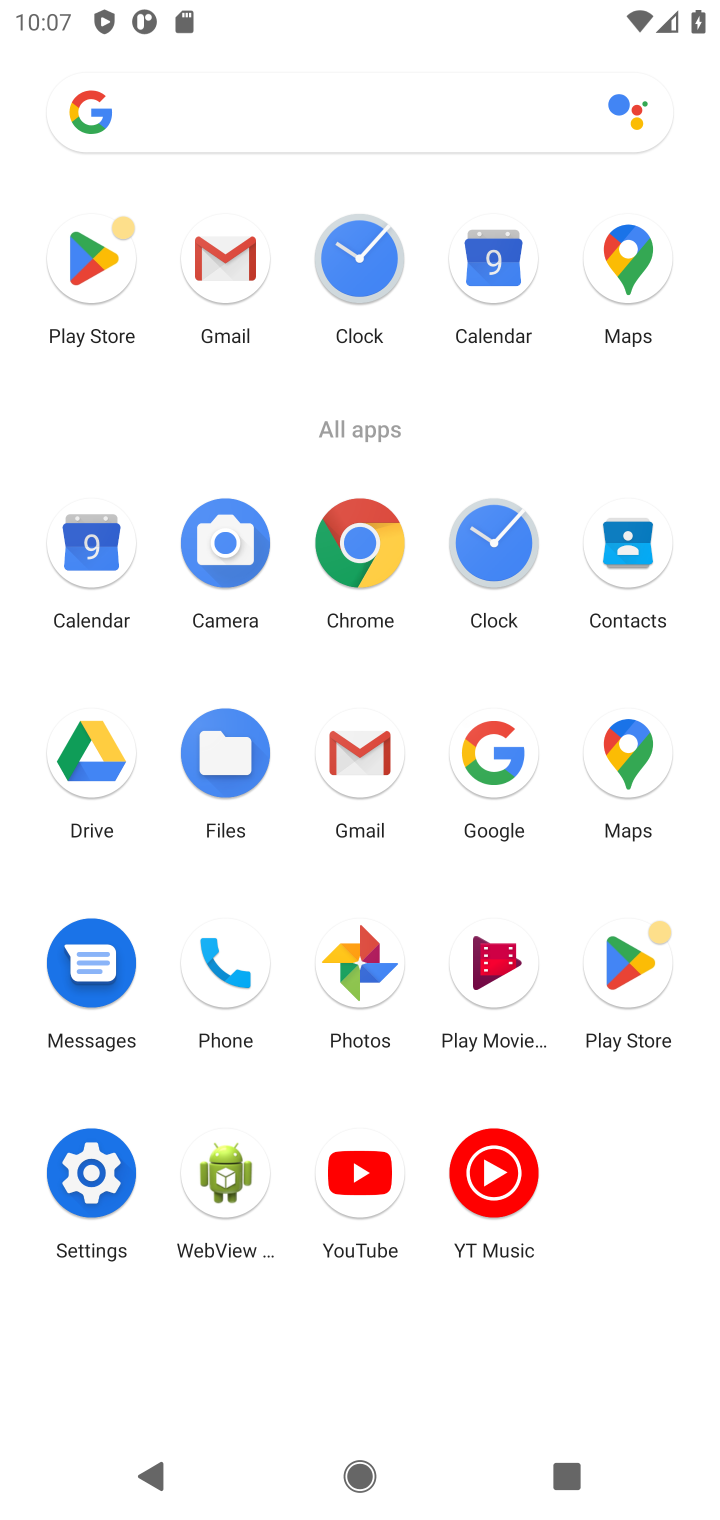 10:07
Play Store
Gmail
Clock
9
Calendar
Maps
All apps
9
Calendar
Camera
Chrome
Clock
Contacts
Drive
Files
Gmail
Google
Maps
Messages
Phone
Photos
Play Movie...
Play Store
Settings
WebView ...
YouTube
YT Music